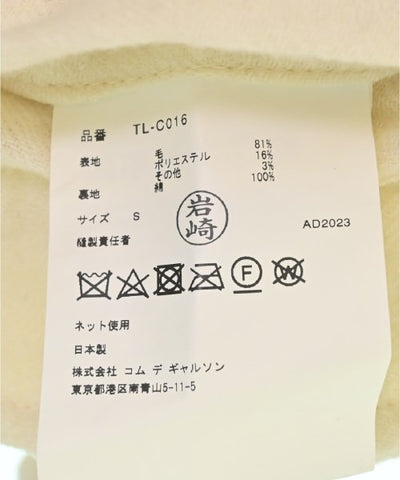 品番 TL-C016
表地 毛 81%
ポリエステル 16%
その他 3%
裏地 綿 100%
サイズ S
縫製責任者 岩崎
AD2023
F W
ネット使用
日本製
株式会社 コム デ ギャルソン
東京都港区南青山5-11-5